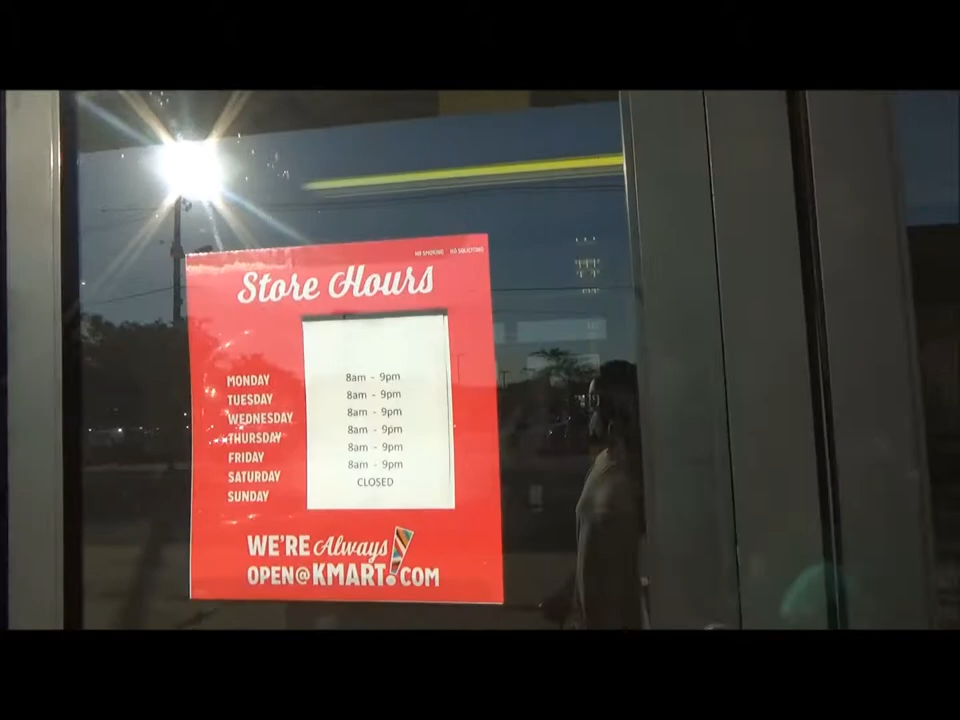 NO SMOKING NO SOLICITING
Store Hours
MONDAY 8am - 9pm
TUESDAY 8am - 9pm
WEDNESDAY 8am - 9pm
THURSDAY 8am - 9pm
FRIDAY 8am - 9pm
SATURDAY 8am - 9pm
SUNDAY CLOSED
WE'RE Always
OPEN@KMART.COM